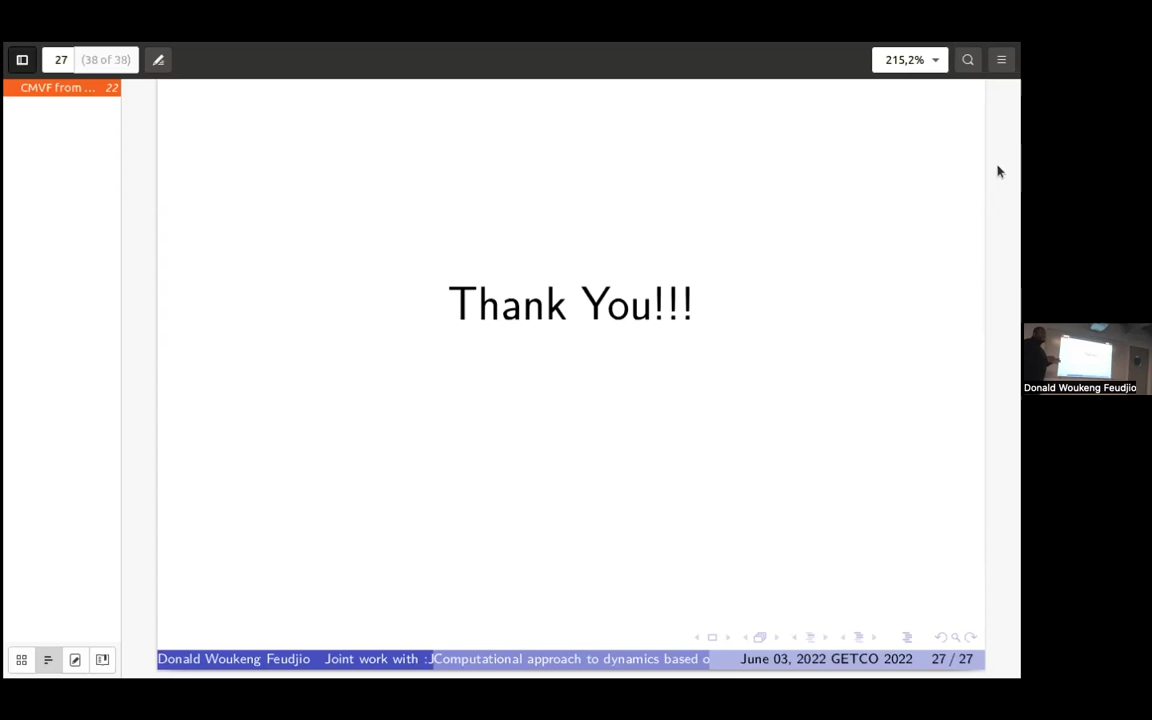 27 (38 of 38)
215,2%
CMVF from ... 22
Thank You!!!
Donald Woukeng Feudjio
Donald Woukeng Feudjio Joint work with :J Computational approach to dynamics based o June 03, 2022 GETCO 2022 27 / 27